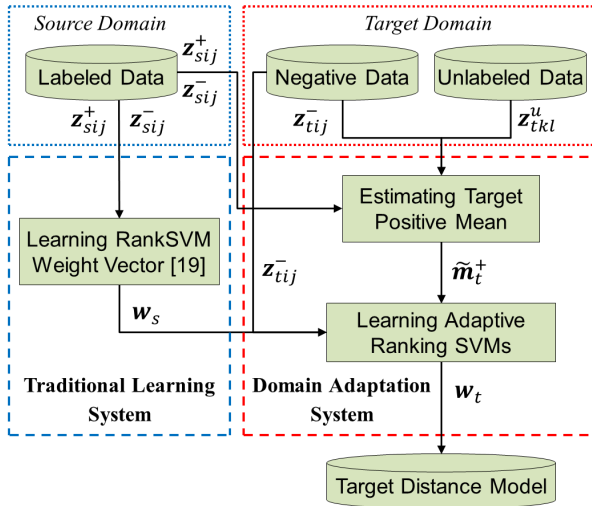 Source Domain
Target Domain
Labeled Data
z⁺sij
z⁻sij
Negative Data
Unlabeled Data
z⁺sij z⁻sij
z⁻tij
zᵘtkl
Estimating Target
Positive Mean
Learning RankSVM
Weight Vector [19]
z⁻tij
m̃⁺t
ws
Learning Adaptive
Ranking SVMs
Traditional Learning
System
Domain Adaptation
System
wt
Target Distance Model